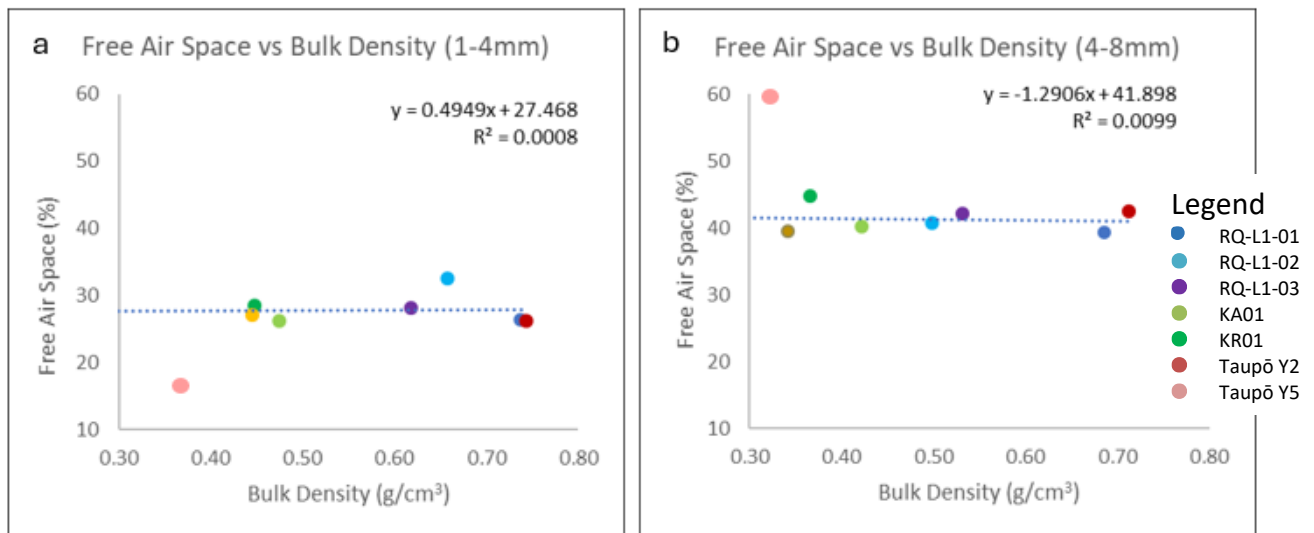 a
Free Air Space vs Bulk Density (1-4mm)
y = 0.4949x + 27.468
R² = 0.0008
60
50
40
30
20
10
Free Air Space (%)
0.30 0.40 0.50 0.60 0.70 0.80
Bulk Density (g/cm³)
b
Free Air Space vs Bulk Density (4-8mm)
y = -1.2906x + 41.898
R² = 0.0099
60
50
40
30
20
10
Free Air Space (%)
0.30 0.40 0.50 0.60 0.70 0.80
Bulk Density (g/cm³)
Legend
RQ-L1-01
RQ-L1-02
RQ-L1-03
KA01
KR01
Taupō Y2
Taupō Y5